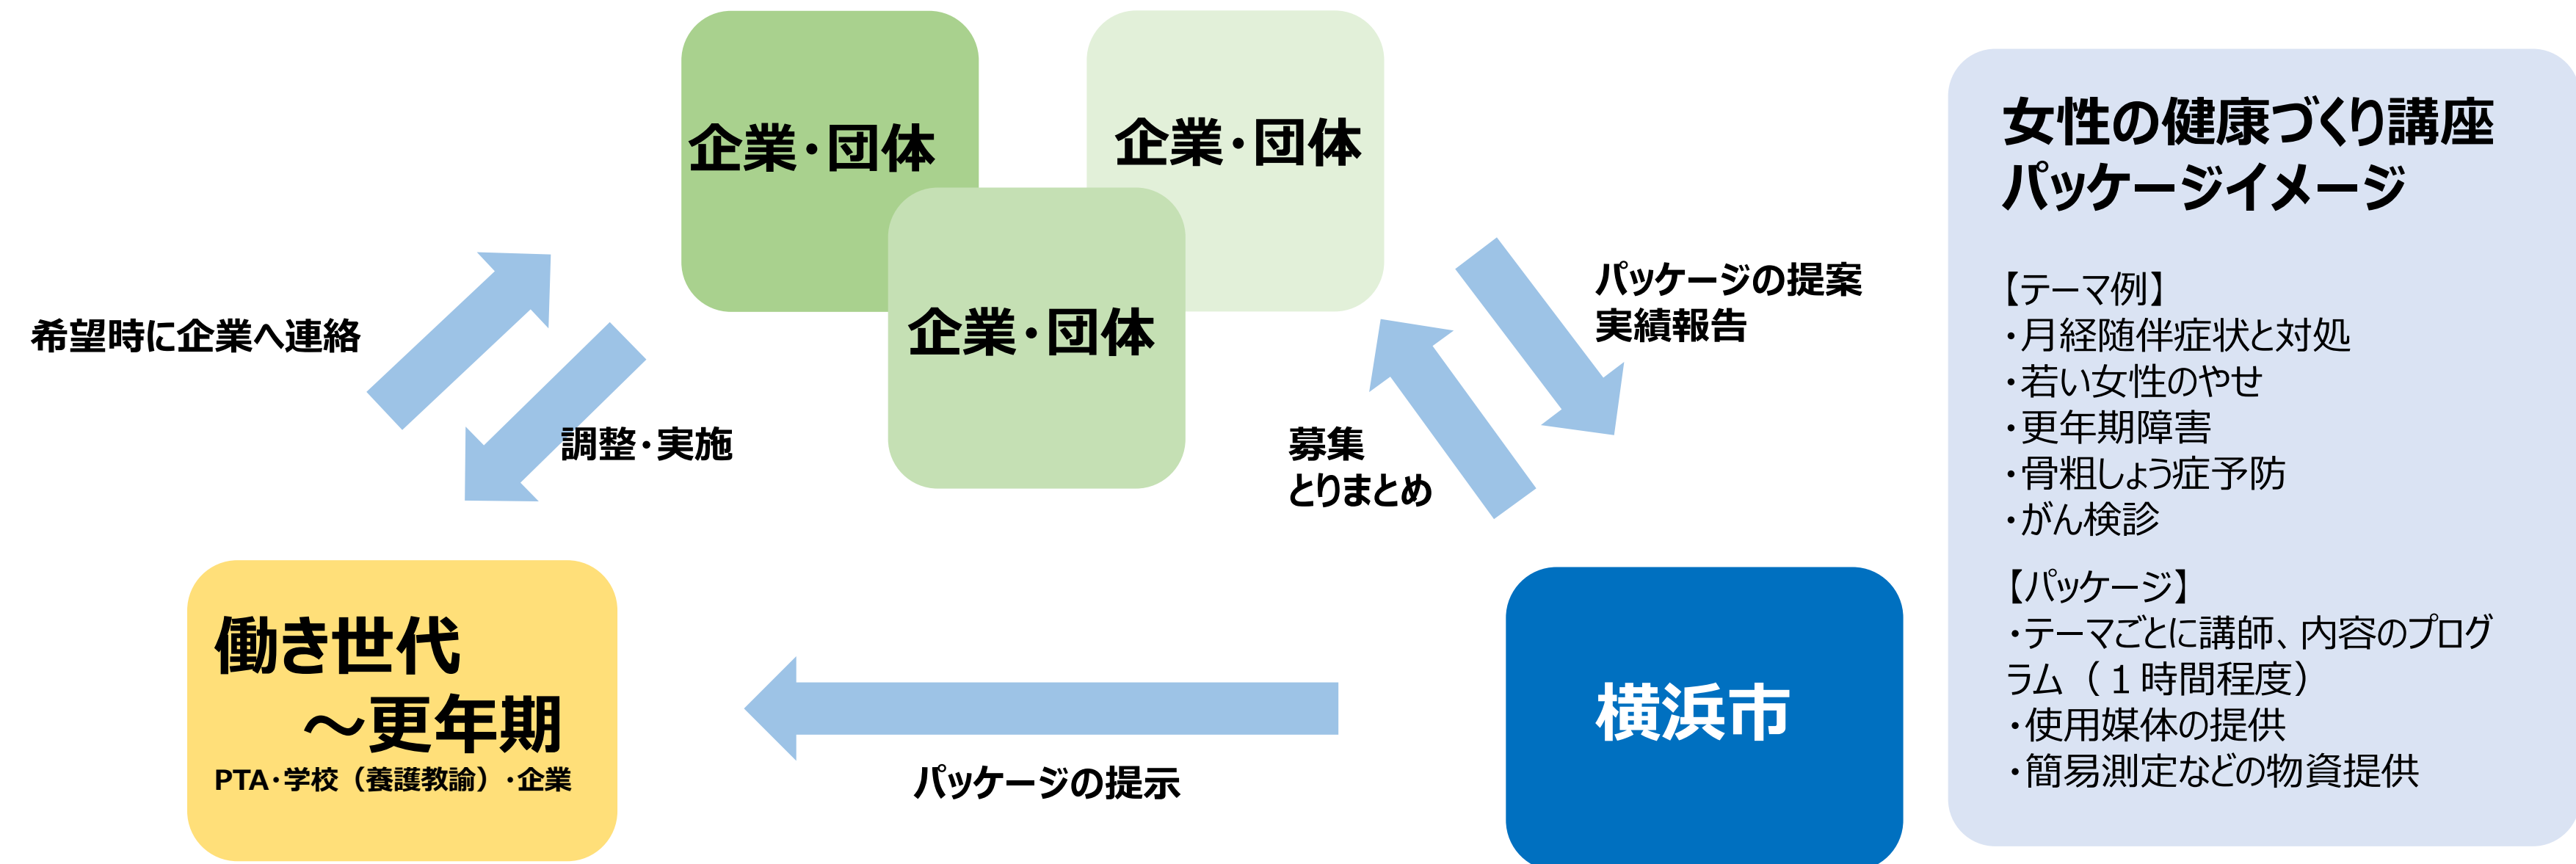 企業・団体
企業・団体
企業・団体
希望時に企業へ連絡
調整・実施
パッケージの提案
実績報告
募集
とりまとめ
働き世代
～更年期
PTA・学校（養護教諭）・企業
パッケージの提示
横浜市
女性の健康づくり講座
パッケージイメージ
【テーマ例】
・月経随伴症状と対処
・若い女性のやせ
・更年期障害
・骨粗しょう症予防
・がん検診
【パッケージ】
・テーマごとに講師、内容のプログ
ラム（１時間程度）
・使用媒体の提供
・簡易測定などの物資提供